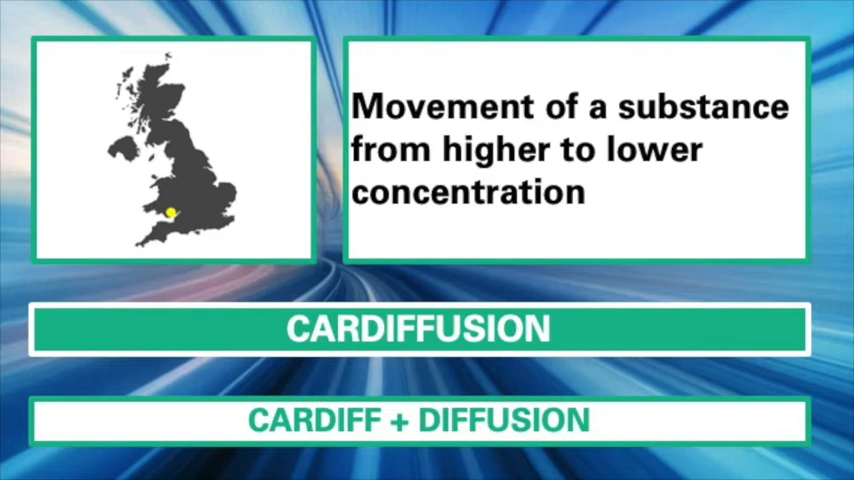 Movement of a substance
from higher to lower
concentration
CARDIFFUSION
CARDIFF + DIFFUSION